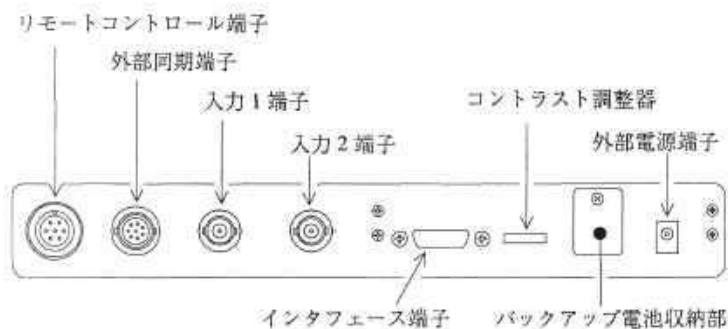 リモートコントロール端子
外部同期端子
入力1端子
コントラスト調整器
入力2端子
外部電源端子
インタフェース端子
バックアップ電池収納部